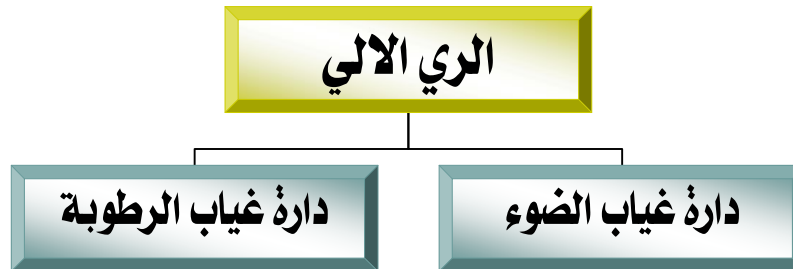 الري الالي
دارة غياب الضوء
دارة غياب الرطوبة